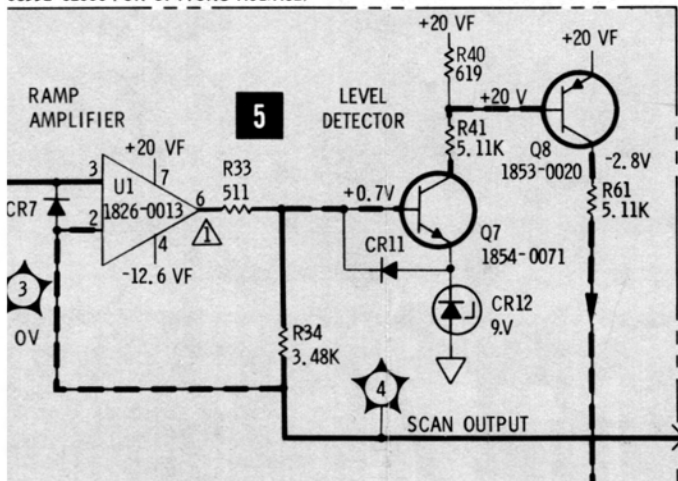 +20 VF
R40
619
+20 VF
RAMP
AMPLIFIER
5
LEVEL
DETECTOR
+20 V
R41
5.11K
+20 VF
7
3
U1
1826-0013
6
R33
511
Q8
1853-0020
-2.8V
R61
5.11K
+0.7V
CR7
2
4
1
-12.6 VF
CR11
Q7
1854-0071
3
0V
CR12
9.V
R34
3.48K
4
SCAN OUTPUT